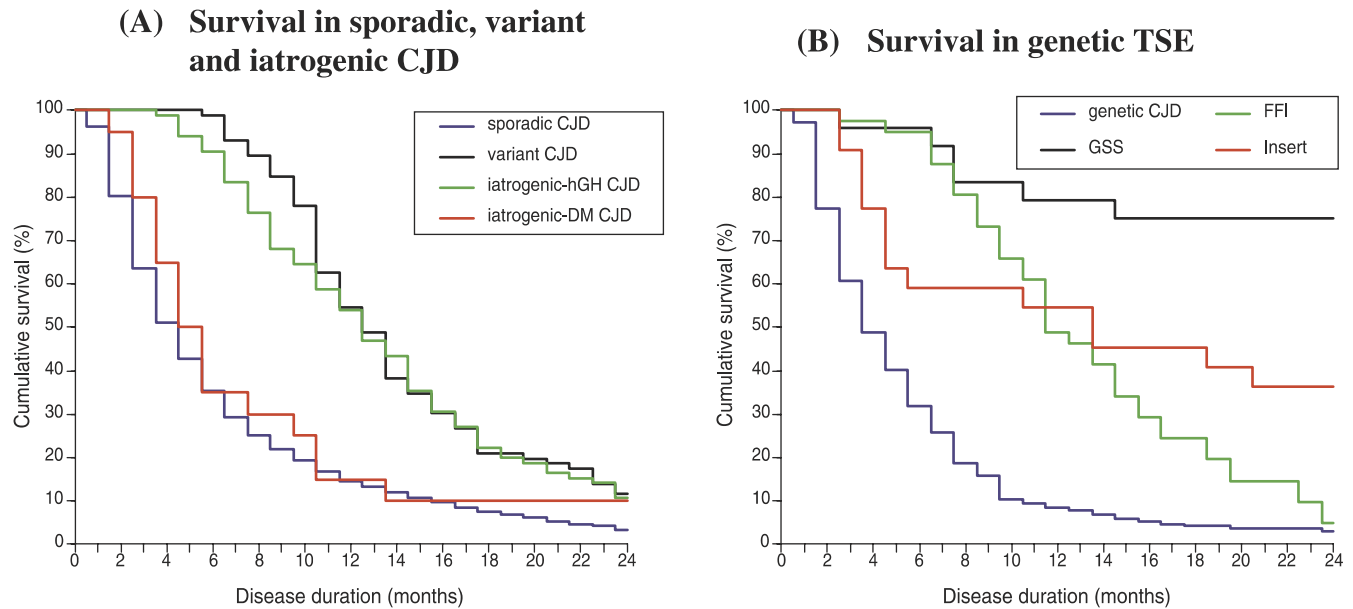 (A) Survival in sporadic, variant
and iatrogenic CJD
100
90
80
70
60
50
40
30
20
10
0
Cumulative survival (%)
sporadic CJD
variant CJD
iatrogenic-hGH CJD
iatrogenic-DM CJD
0 2 4 6 8 10 12 14 16 18 20 22 24
Disease duration (months)
(B) Survival in genetic TSE
100
90
80
70
60
50
40
30
20
10
0
Cumulative survival (%)
genetic CJD FFI
GSS Insert
0 2 4 6 8 10 12 14 16 18 20 22 24
Disease duration (months)